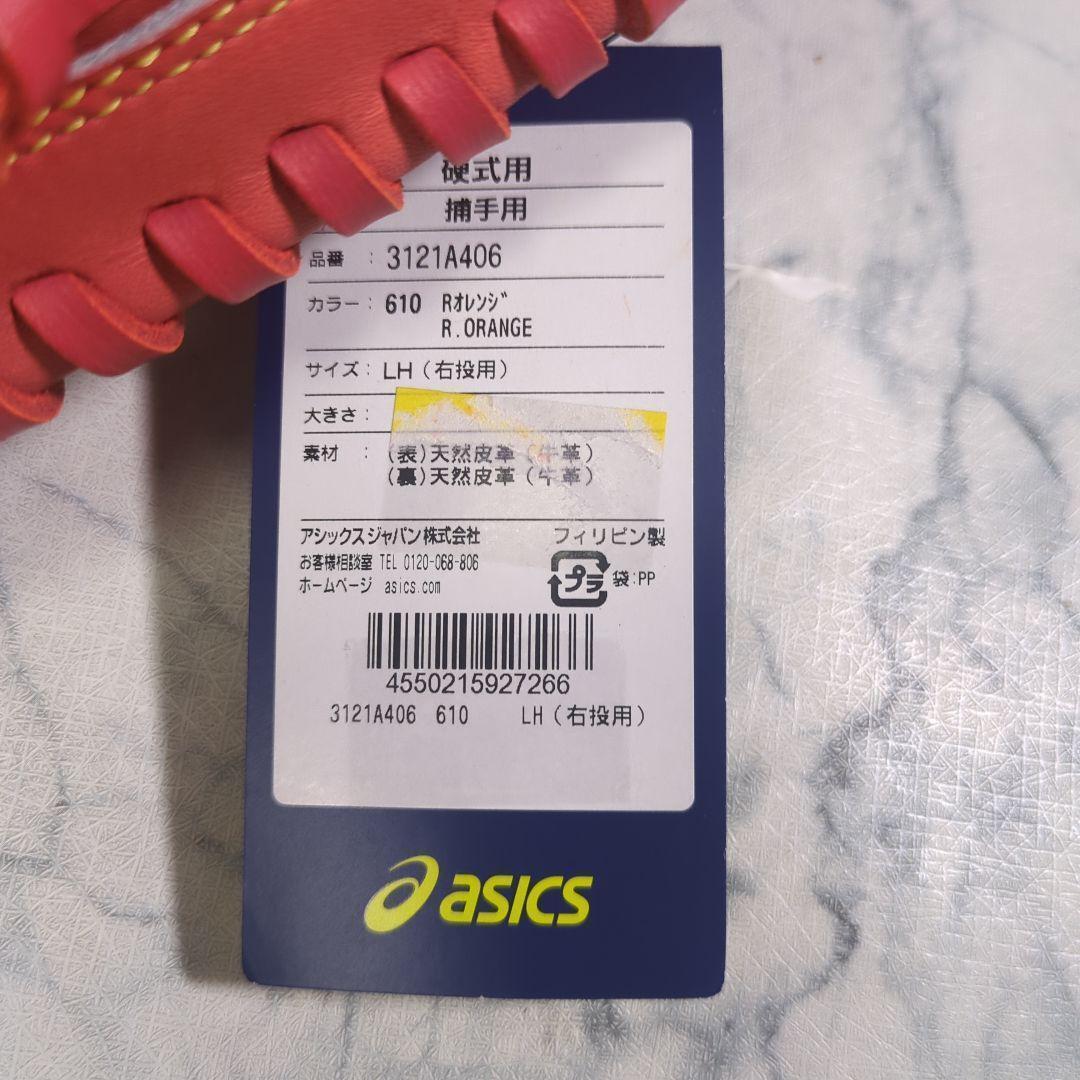 硬式用
捕手用
品番 : 3121A406
カラー : 610 Rｵﾚﾝｼﾞ
R.ORANGE
サイズ : LH（右投用）
大きさ :
素材 : （表）天然皮革（牛革）
（裏）天然皮革（牛革）
アシックスジャパン株式会社 フィリピン製
お客様相談室 TEL 0120-068-806
ホームページ asics.com
プラ 袋:PP
4550215927266
3121A406 610 LH（右投用）
asics